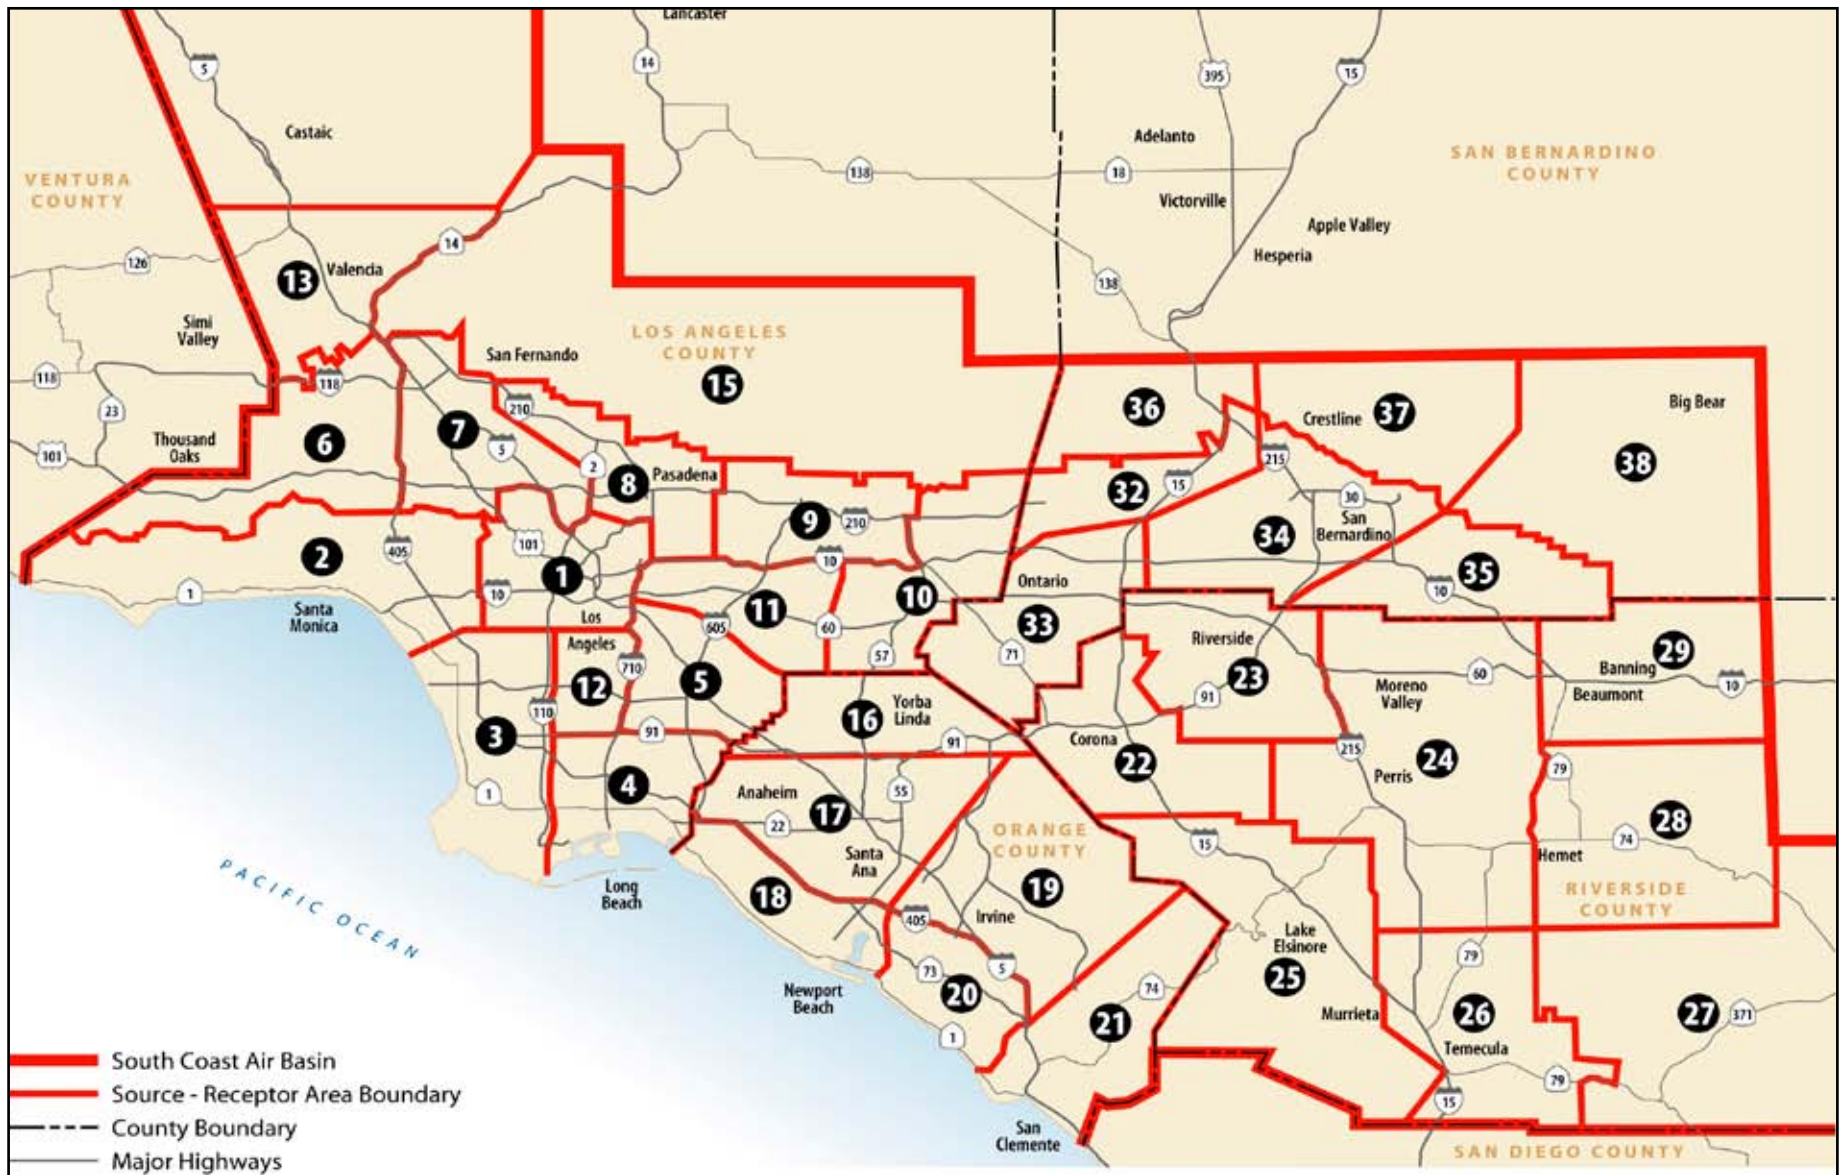 Lancaster
5
14
395
15
Castaic
Adelanto
SAN BERNARDINO
COUNTY
VENTURA
COUNTY
138
18
Victorville
Apple Valley
14
Hesperia
126
13
Valencia
138
Simi
Valley
LOS ANGELES
COUNTY
San Fernando
118
118
15
23
210
36
Crestline
37
Big Bear
Thousand
Oaks
101
6
7
5
2
8
Pasadena
215
38
32
15
30
9
210
San
Bernardino
34
2
405
101
1
10
35
10
1
10
Ontario
Santa
Monica
Los
Angeles
605
11
60
10
33
57
71
Riverside
23
29
Banning
10
Beaumont
60
710
12
5
110
16
Yorba
Linda
91
Moreno
Valley
3
91
91
Corona
22
215
24
79
Perris
4
1
Anaheim
17
55
22
ORANGE
COUNTY
15
28
74
Hemet
Santa
Ana
Long
Beach
18
19
RIVERSIDE
COUNTY
PACIFIC OCEAN
405
Irvine
Lake
Elsinore
25
79
73
5
20
74
Newport
Beach
21
Murrieta
26
27
371
1
Temecula
79
15
San
Clemente
SAN DIEGO COUNTY
South Coast Air Basin
Source - Receptor Area Boundary
County Boundary
Major Highways